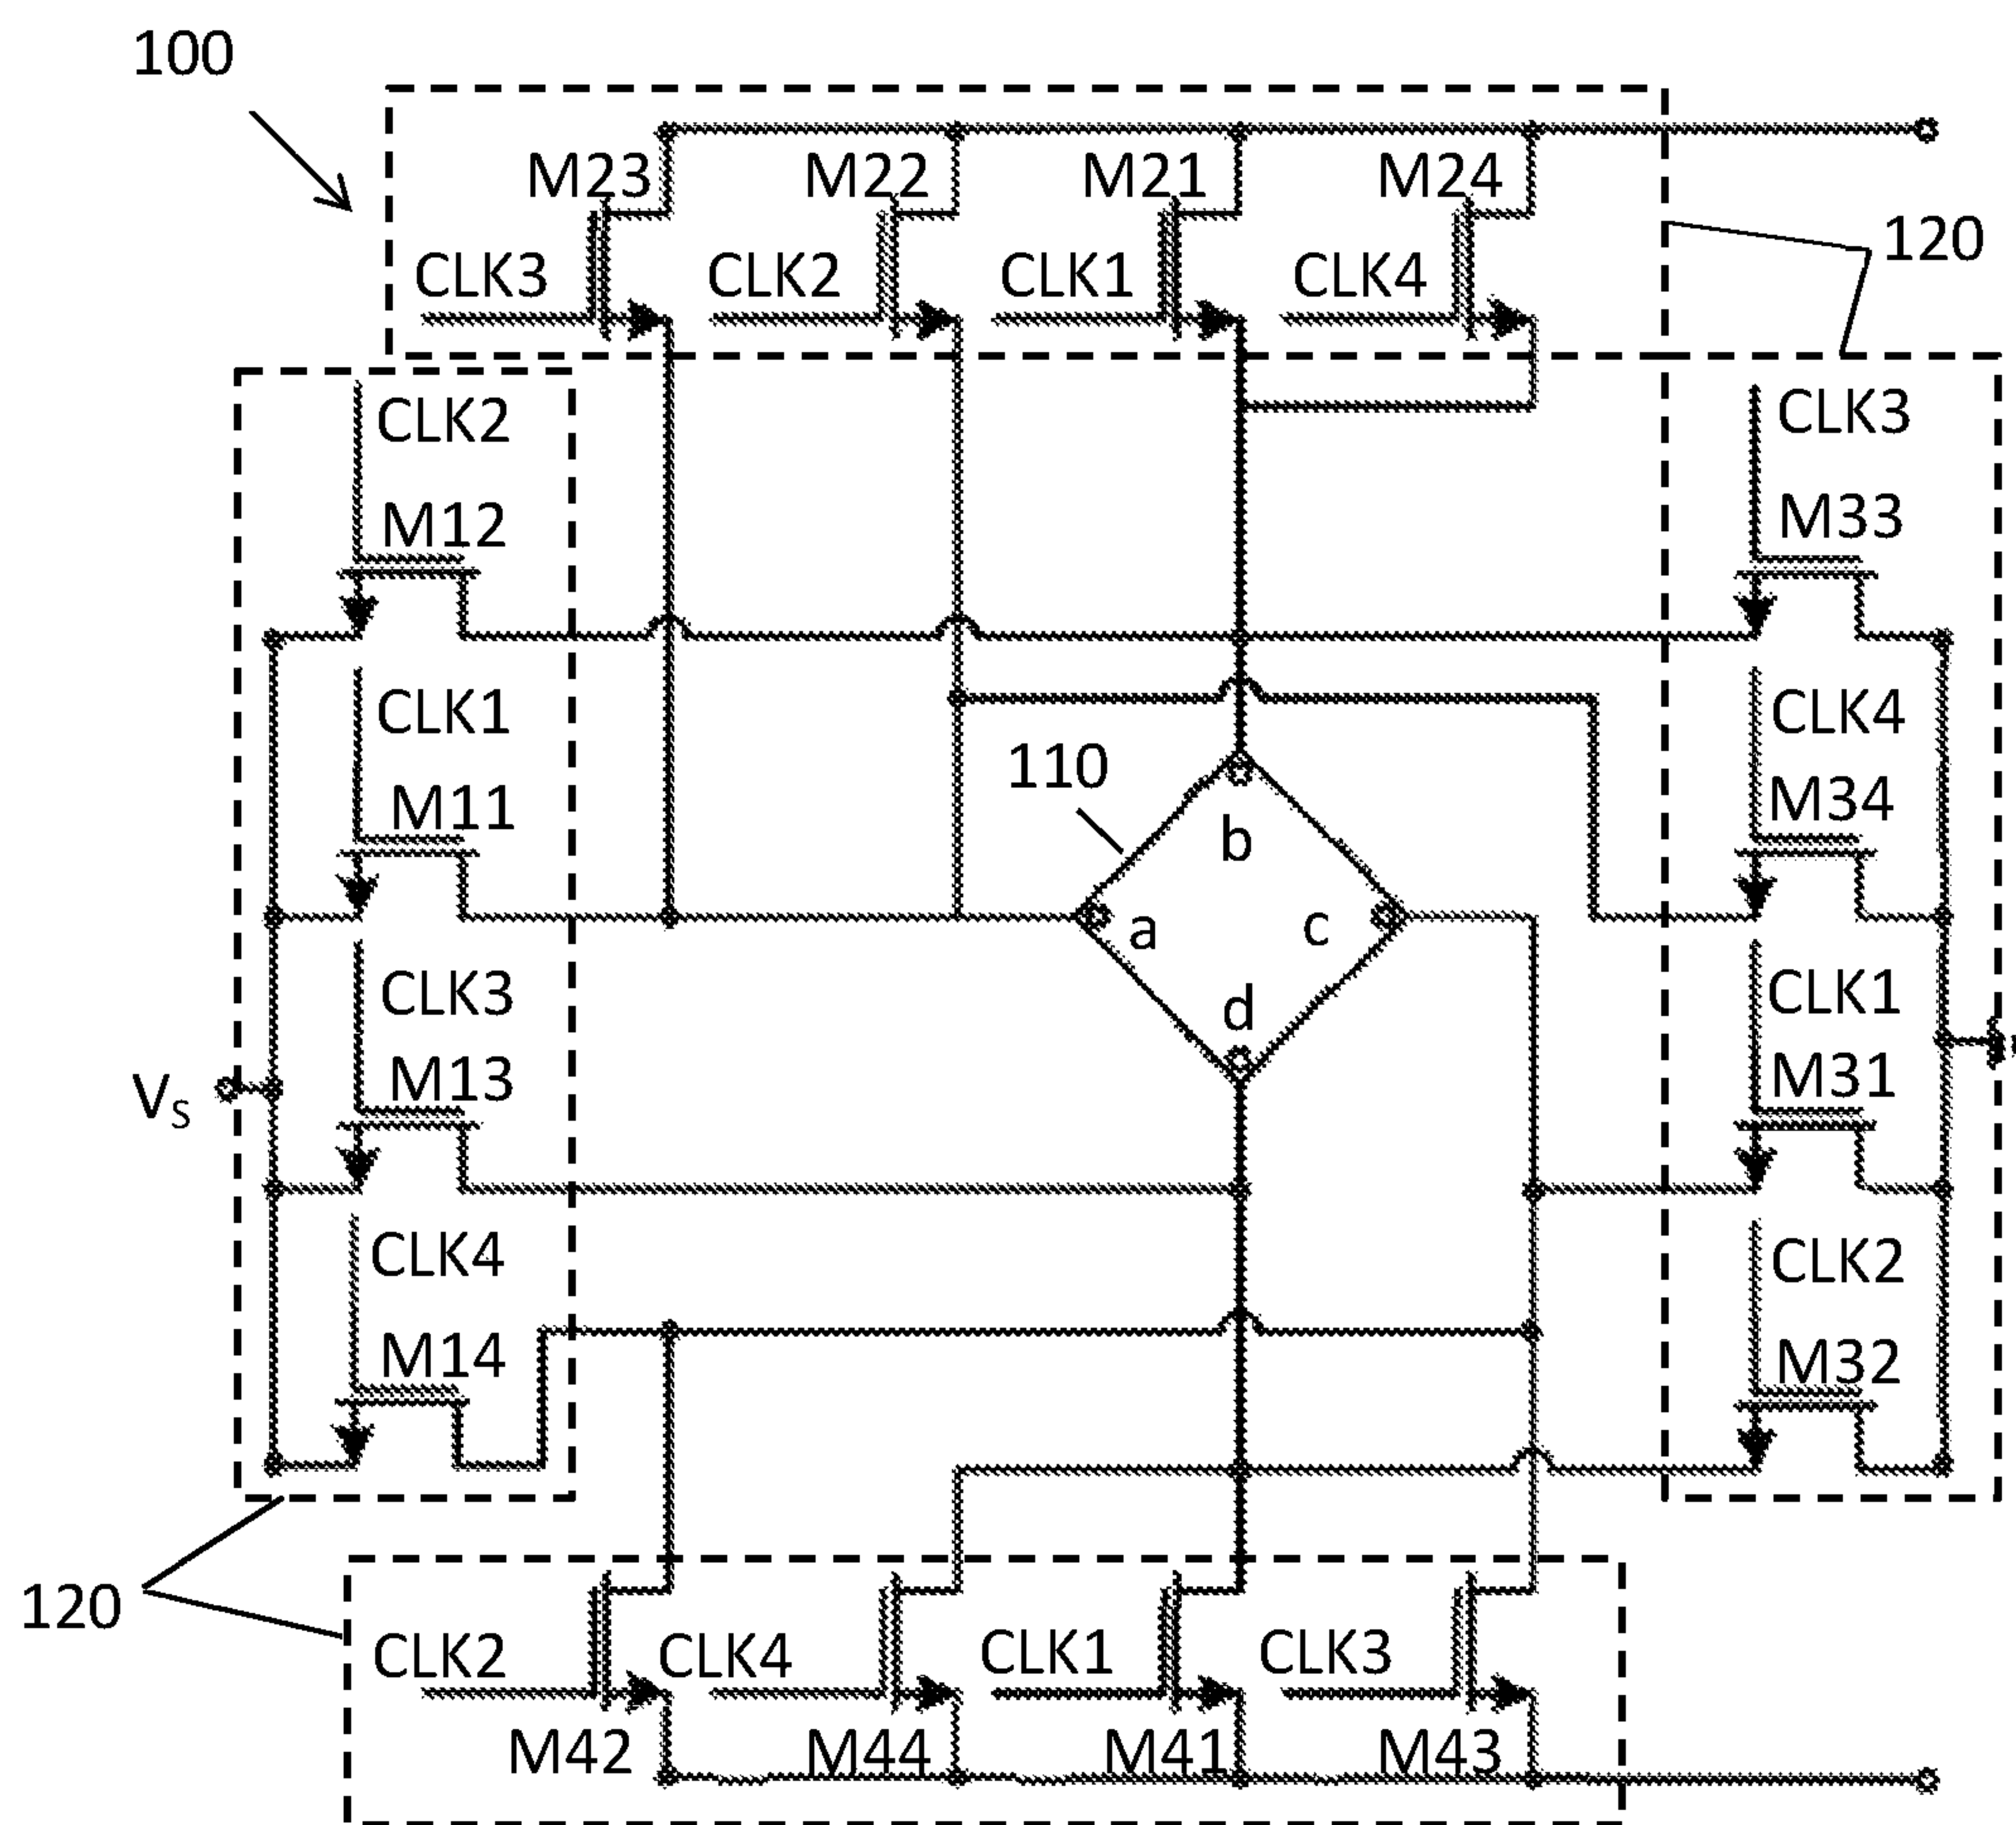 100
M23 M22 M21 M24
CLK3 CLK2 CLK1 CLK4
120
CLK2
M12
CLK1
M11
CLK3
M13
V_S
CLK4
M14
120
110
b
a
c
d
CLK3
M33
CLK4
M34
CLK1
M31
CLK2
M32
CLK2 CLK4 CLK1 CLK3
M42 M44 M41 M43